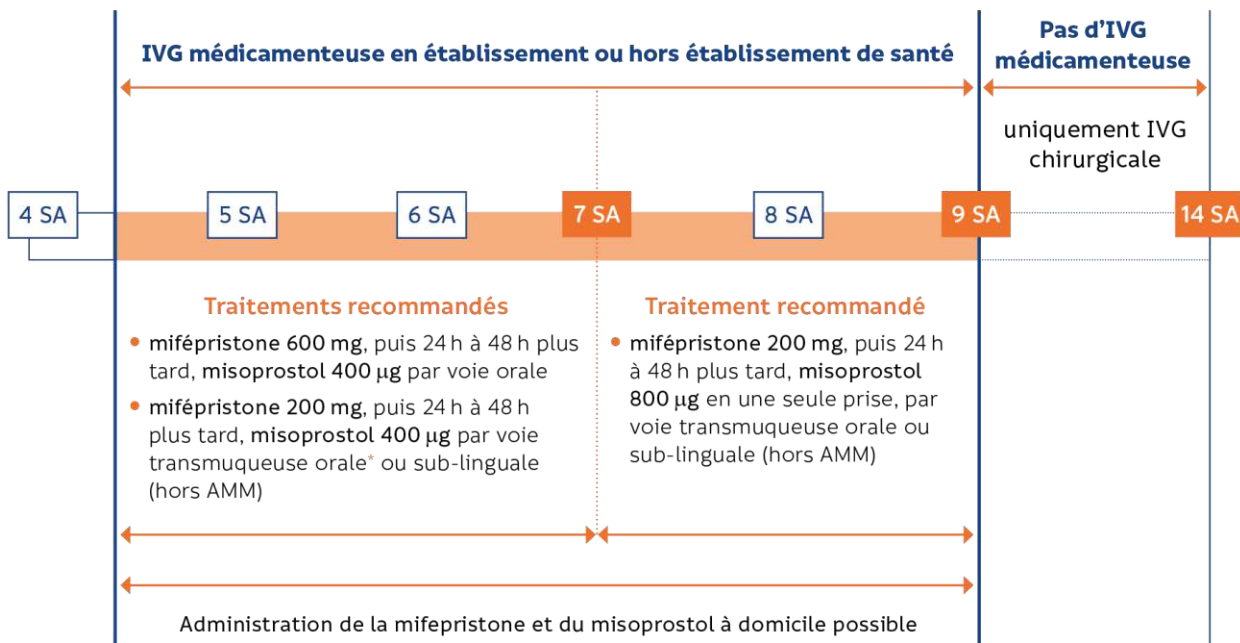 IVG médicamenteuse en établissement ou hors établissement de santé
Pas d'IVG
médicamenteuse
uniquement IVG
chirurgicale
4 SA
5 SA
6 SA
7 SA
8 SA
9 SA
14 SA
Traitements recommandés
• mifépristone 600 mg, puis 24 h à 48 h plus
tard, misoprostol 400 µg par voie orale
• mifépristone 200 mg, puis 24 h à 48 h
plus tard, misoprostol 400 µg par voie
transmuqueuse orale* ou sub-linguale
(hors AMM)
Traitement recommandé
• mifépristone 200 mg, puis 24 h
à 48 h plus tard, misoprostol
800 µg en une seule prise, par
voie transmuqueuse orale ou
sub-linguale (hors AMM)
Administration de la mifepristone et du misoprostol à domicile possible